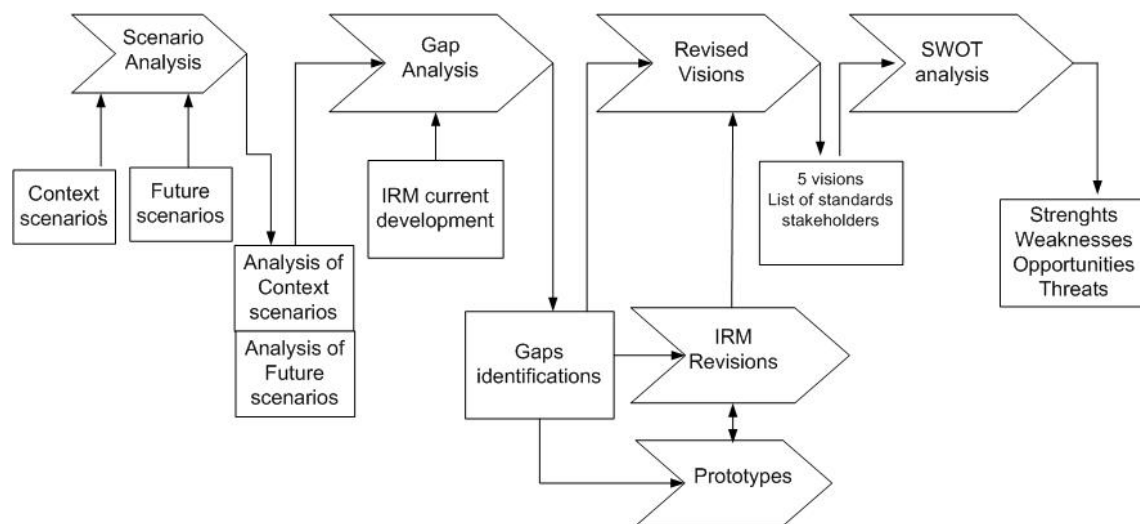 Scenario
Analysis
Gap
Analysis
Revised
Visions
SWOT
analysis
Context
scenarios
Future
scenarios
IRM current
development
5 visions
List of standards
stakeholders
Strenghts
Weaknesses
Opportunities
Threats
Analysis of
Context
scenarios
Analysis of
Future
scenarios
Gaps
identifications
IRM
Revisions
Prototypes